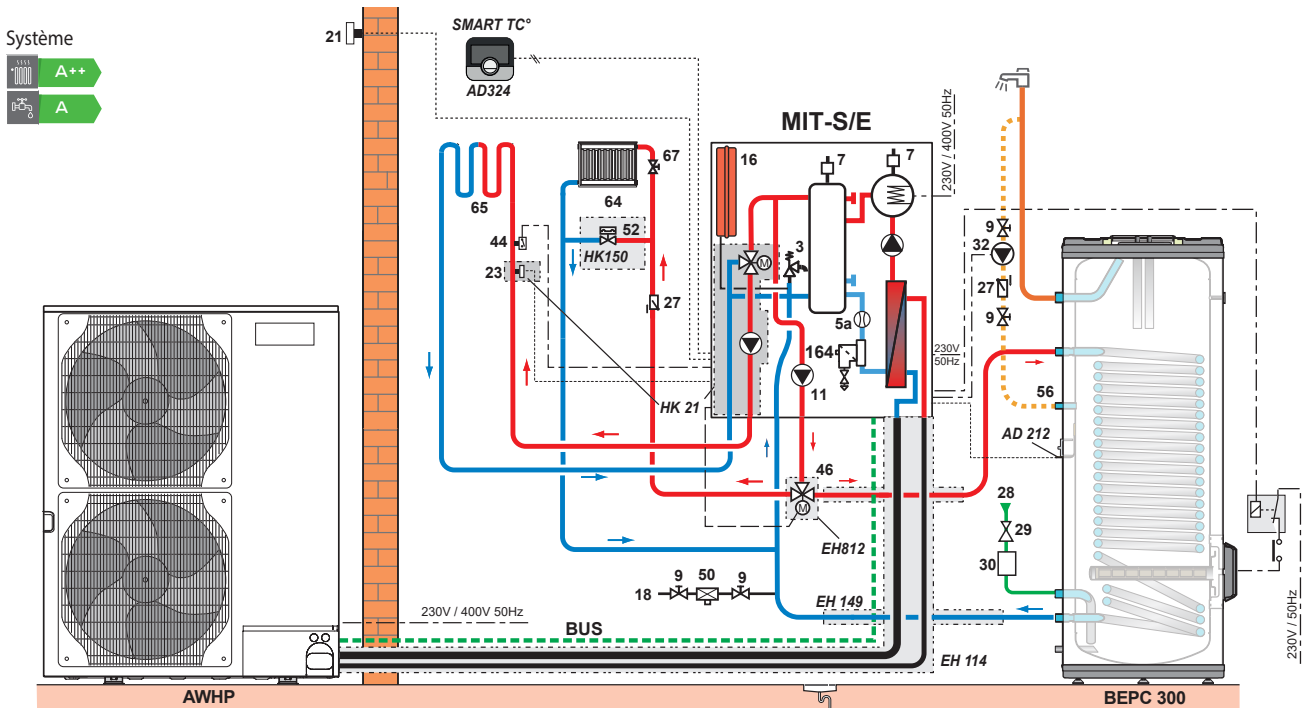 Système
A++
A
21
SMART TC°
AD324
MIT-S/E
230V / 400V 50Hz
16
7
7
67
64
65
52
HK150
44
23
27
3
5a
164
11
HK 21
230V
50Hz
46
EH812
9
32
27
9
56
AD 212
28
29
30
18
9
50
9
EH 149
230V / 400V 50Hz
BUS
EH 114
230V / 50Hz
AWHP
BEPC 300
M
M